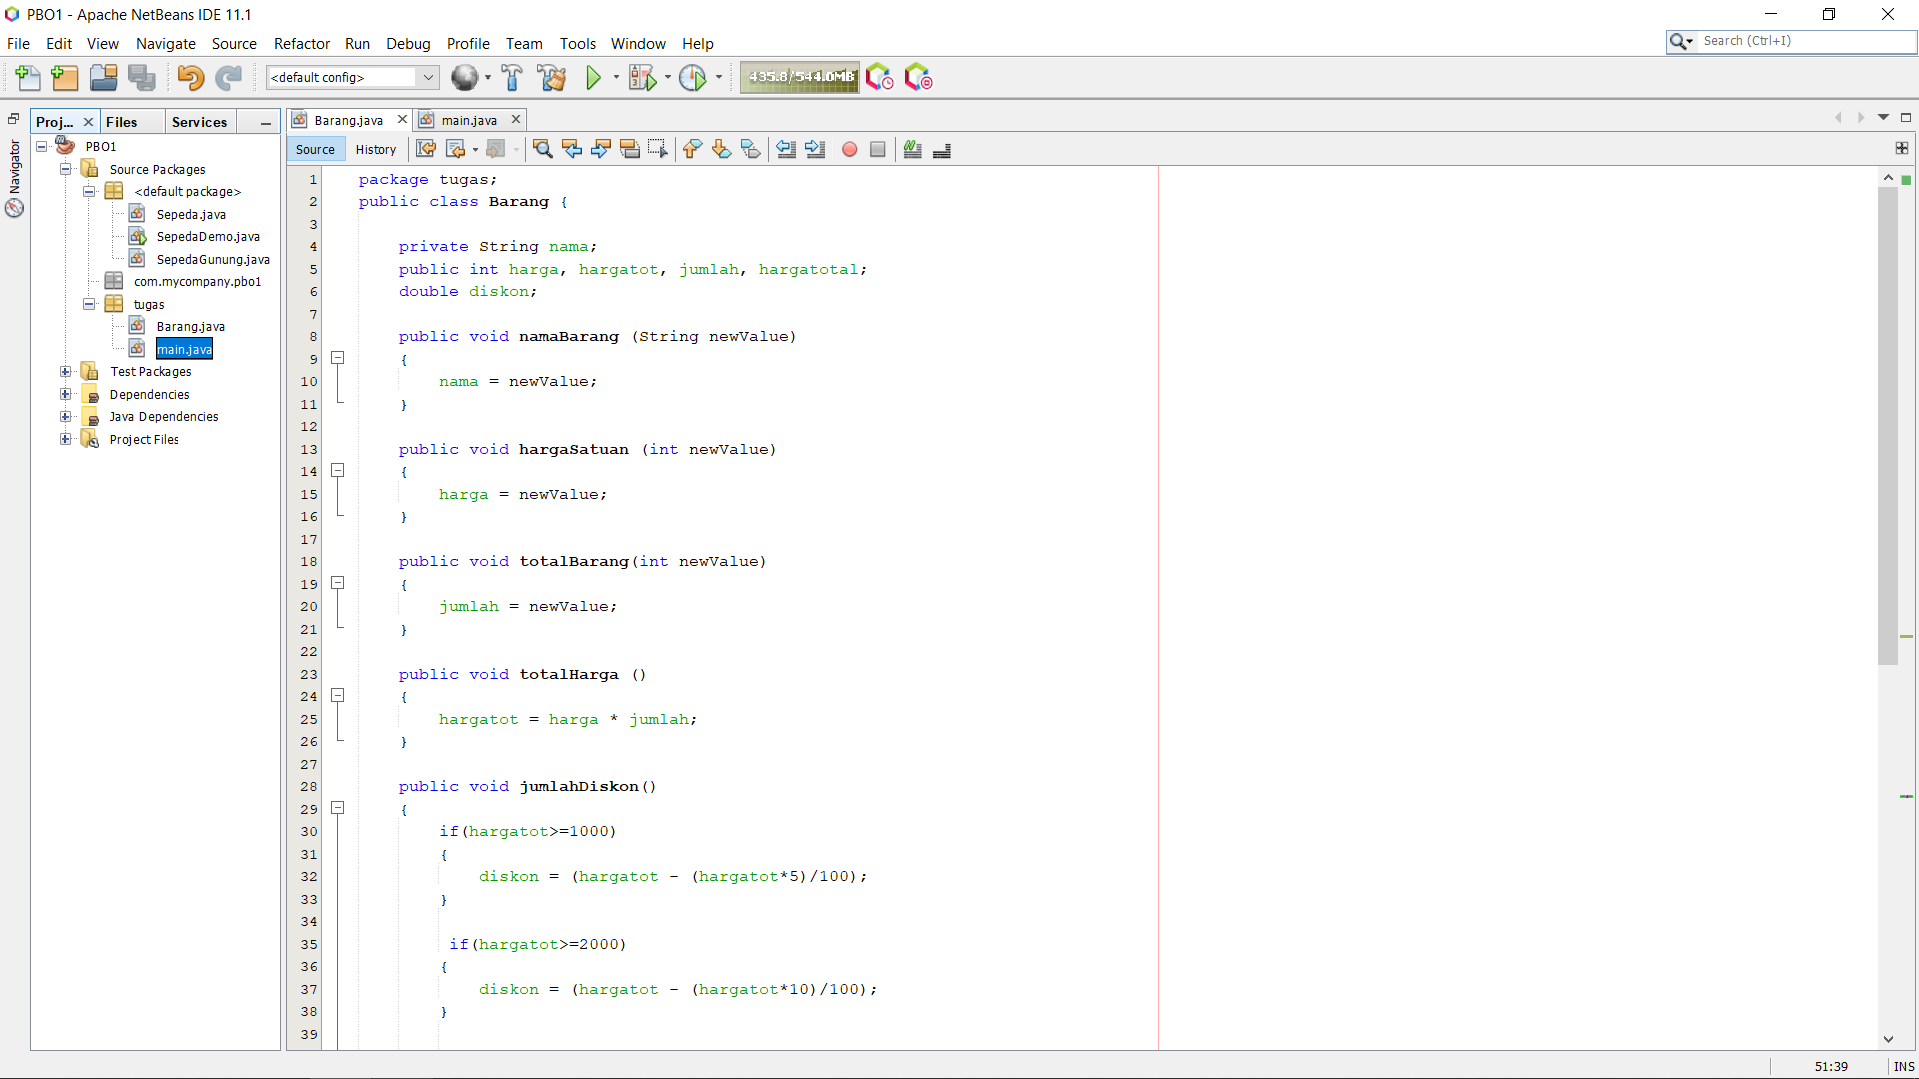 PBO1 - Apache NetBeans IDE 11.1
File Edit View Navigate Source Refactor Run Debug Profile Team Tools Window Help
Search (Ctrl+I)
<default config>
435.8/544.0MB
Proj... Files Services
Barang.java main.java
Navigator
Source History
PBO1
Source Packages
<default package>
Sepeda.java
SepedaDemo.java
SepedaGunung.java
com.mycompany.pbo1
tugas
Barang.java
main.java
Test Packages
Dependencies
Java Dependencies
Project Files
1 package tugas;
2 public class Barang {
3
4 private String nama;
5 public int harga, hargatot, jumlah, hargatotal;
6 double diskon;
7
8 public void namaBarang (String newValue)
9 {
10 nama = newValue;
11 }
12
13 public void hargaSatuan (int newValue)
14 {
15 harga = newValue;
16 }
17
18 public void totalBarang(int newValue)
19 {
20 jumlah = newValue;
21 }
22
23 public void totalHarga ()
24 {
25 hargatot = harga * jumlah;
26 }
27
28 public void jumlahDiskon()
29 {
30 if(hargatot>=1000)
31 {
32 diskon = (hargatot - (hargatot*5)/100);
33 }
34
35 if(hargatot>=2000)
36 {
37 diskon = (hargatot - (hargatot*10)/100);
38 }
39
51:39 INS